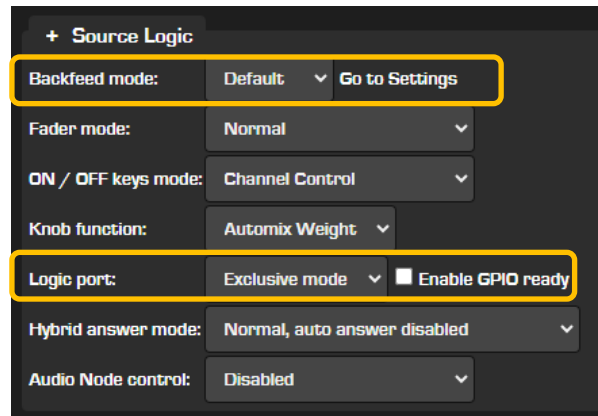 + Source Logic
Backfeed mode: Default Go to Settings
Fader mode: Normal
ON / OFF keys mode: Channel Control
Knob function: Automix Weight
Logic port: Exclusive mode Enable GPIO ready
Hybrid answer mode: Normal, auto answer disabled
Audio Node control: Disabled